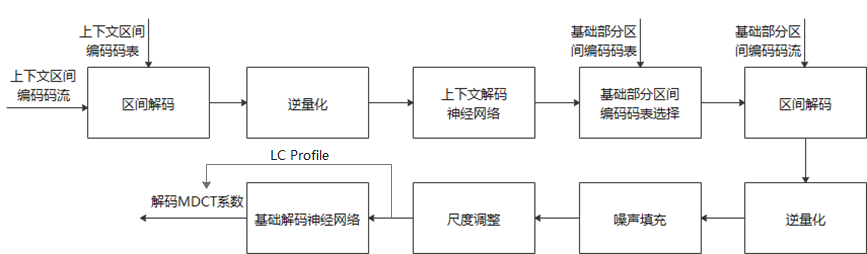 上下文区间
编码码表
基础部分区
间编码码表
基础部分区
间编码码流
上下文区间
编码码流
区间解码
逆量化
上下文解码
神经网络
基础部分区间
编码码表选择
区间解码
LC Profile
解码MDCT系数
基础解码神经网络
尺度调整
噪声填充
逆量化